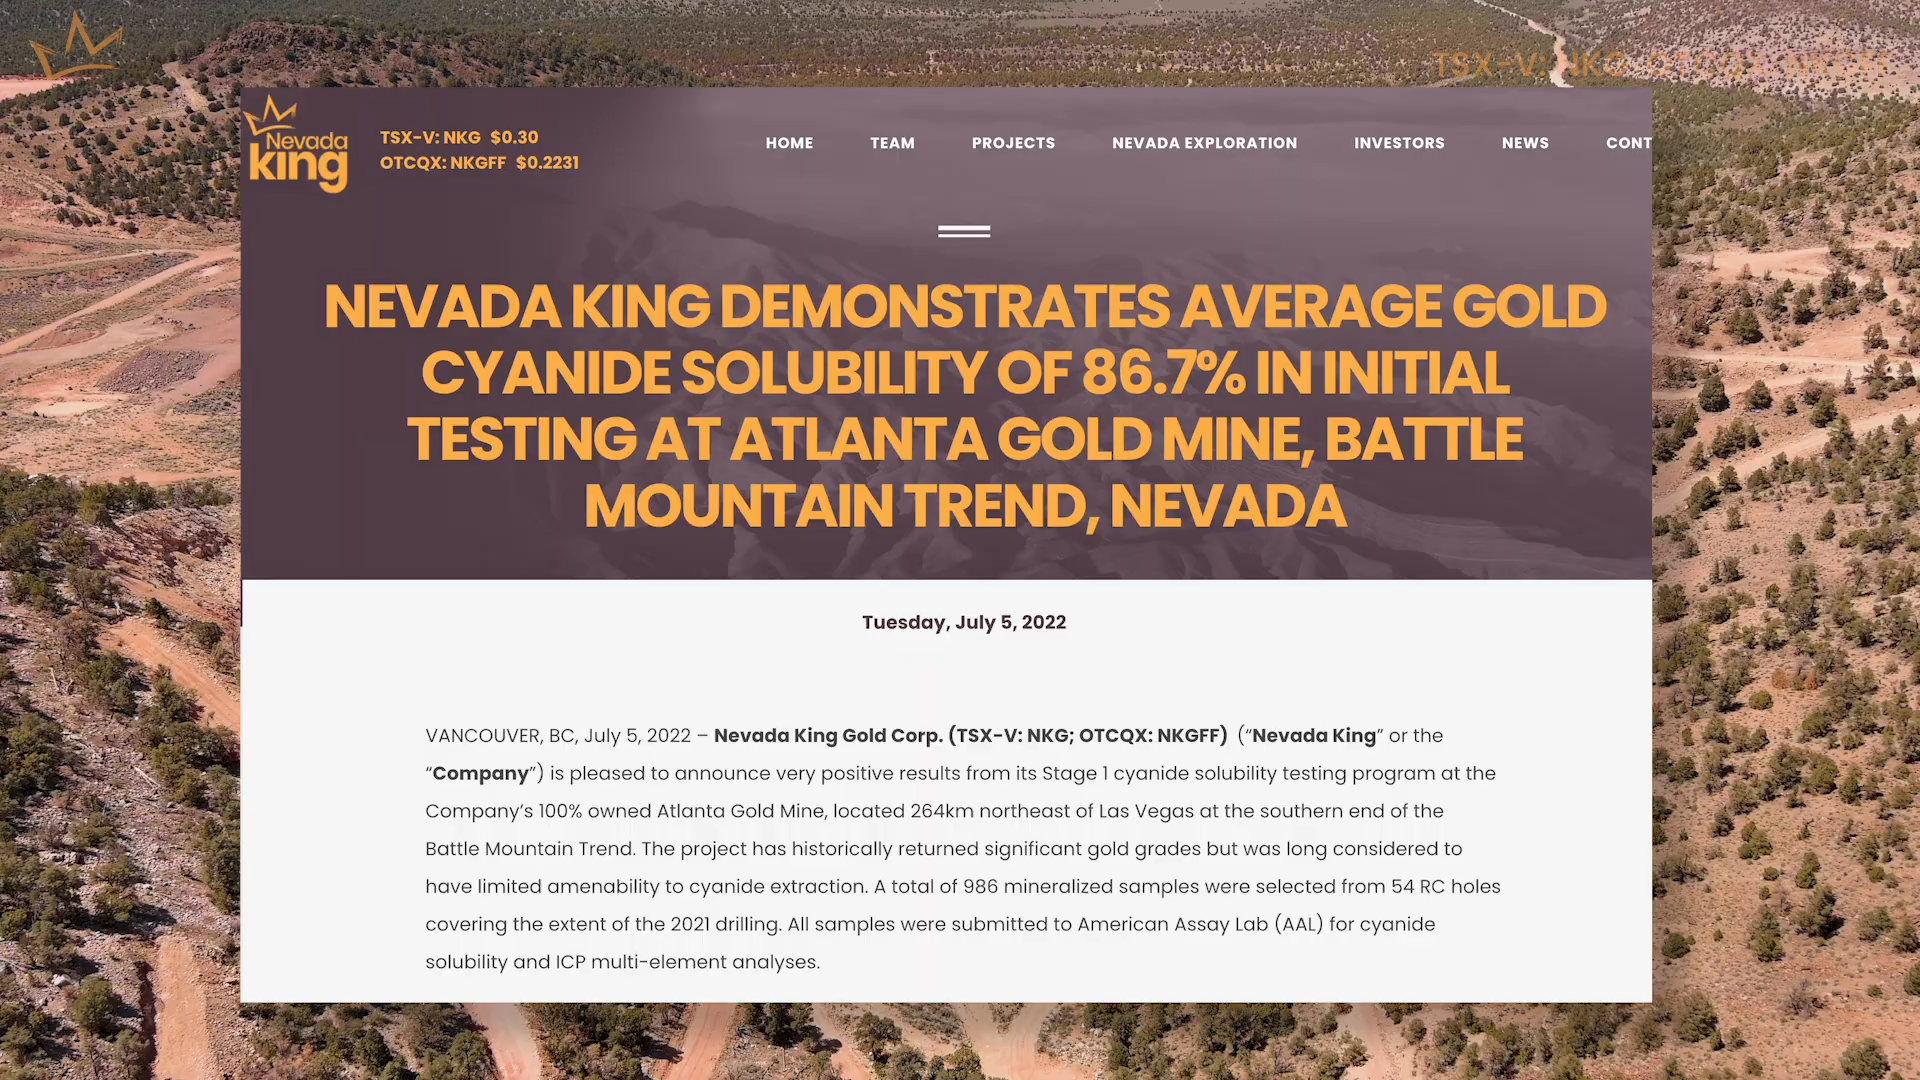 TSX-V: NKG OTCQX: NKGFF
Nevada
king
TSX-V: NKG $0.30
OTCQX: NKGFF $0.2231
HOME TEAM PROJECTS NEVADA EXPLORATION INVESTORS NEWS CONT
NEVADA KING DEMONSTRATES AVERAGE GOLD
CYANIDE SOLUBILITY OF 86.7% IN INITIAL
TESTING AT ATLANTA GOLD MINE, BATTLE
MOUNTAIN TREND, NEVADA
Tuesday, July 5, 2022
VANCOUVER, BC, July 5, 2022 – Nevada King Gold Corp. (TSX-V: NKG; OTCQX: NKGFF) (“Nevada King” or the
“Company”) is pleased to announce very positive results from its Stage 1 cyanide solubility testing program at the
Company’s 100% owned Atlanta Gold Mine, located 264km northeast of Las Vegas at the southern end of the
Battle Mountain Trend. The project has historically returned significant gold grades but was long considered to
have limited amenability to cyanide extraction. A total of 986 mineralized samples were selected from 54 RC holes
covering the extent of the 2021 drilling. All samples were submitted to American Assay Lab (AAL) for cyanide
solubility and ICP multi-element analyses.